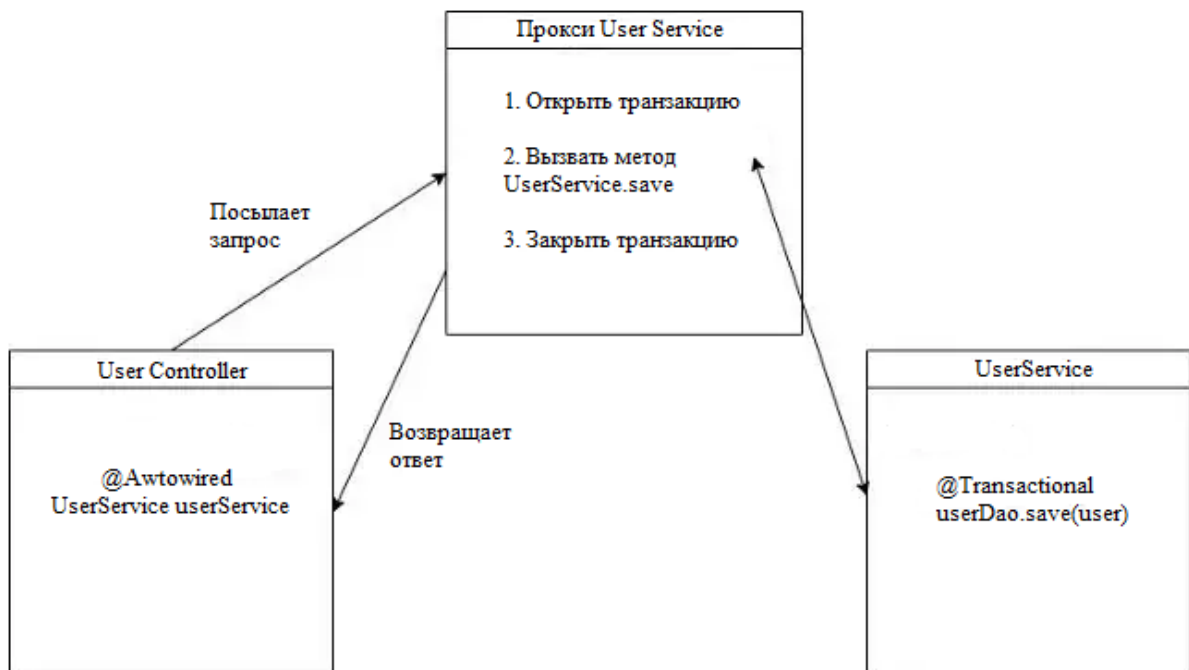 Прокси User Service
1. Открыть транзакцию
2. Вызвать метод
UserService.save
3. Закрыть транзакцию
Посылает
запрос
Возвращает
ответ
User Controller
@Awtowired
UserService userService
UserService
@Transactional
userDao.save(user)